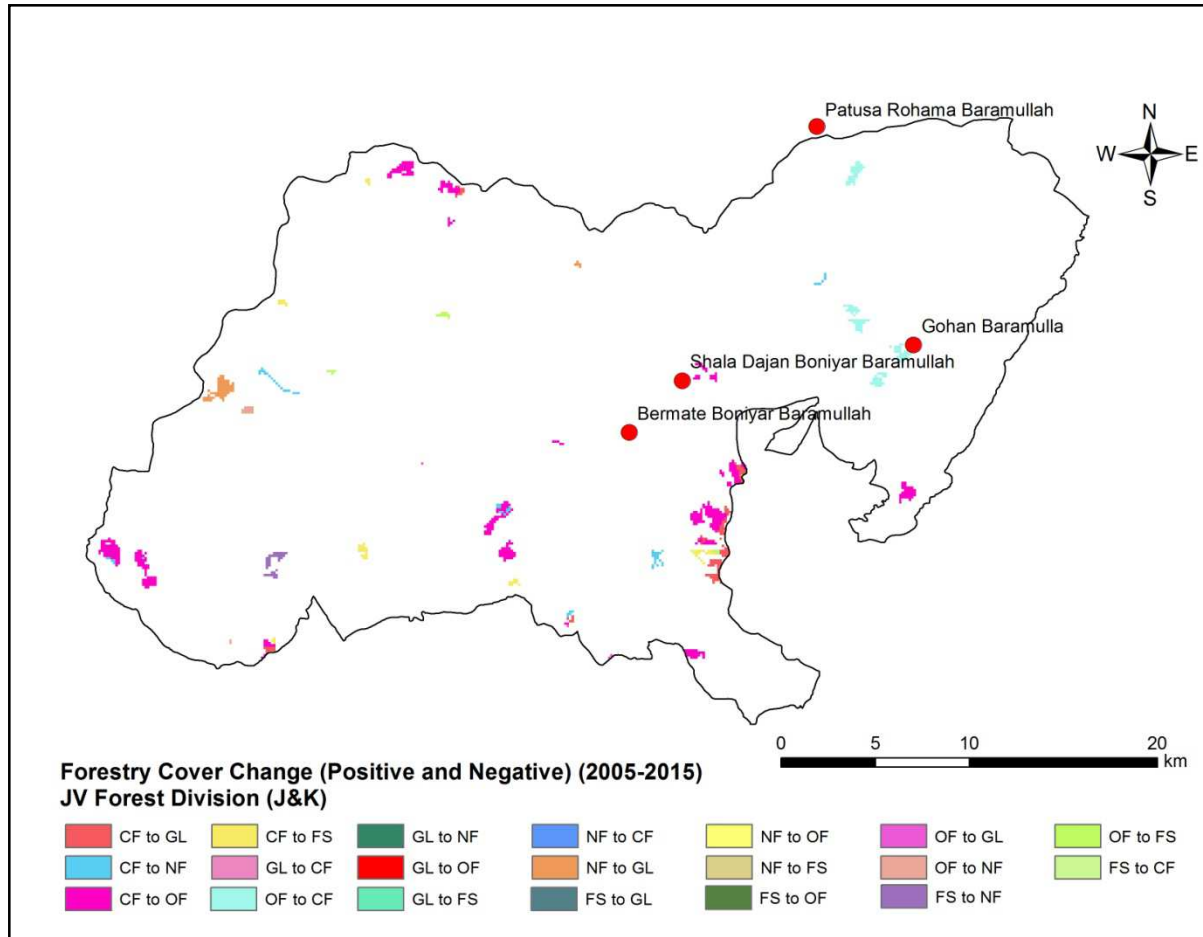 Patusa Rohama Baramullah
N
W E
S
Gohan Baramulla
Shala Dajan Boniyar Baramullah
Bermate Boniyar Baramullah
0 5 10 20
km
Forestry Cover Change (Positive and Negative) (2005-2015)
JV Forest Division (J&K)
CF to GL CF to FS GL to NF NF to CF NF to OF OF to GL OF to FS
CF to NF GL to CF GL to OF NF to GL NF to FS OF to NF FS to CF
CF to OF OF to CF GL to FS FS to GL FS to OF FS to NF